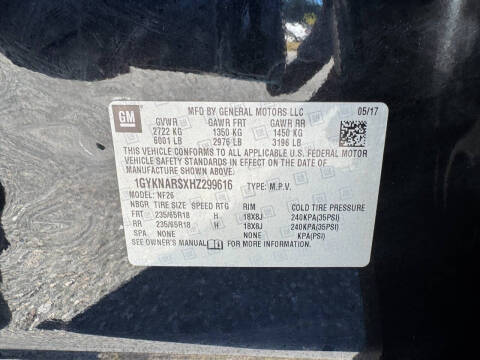 GM
MFD BY GENERAL MOTORS LLC 05/17
GVWR GAWR FRT GAWR RR
2722 KG 1350 KG 1450 KG
6001 LB 2976 LB 3196 LB
THIS VEHICLE CONFORMS TO ALL APPLICABLE U.S. FEDERAL MOTOR
VEHICLE SAFETY STANDARDS IN EFFECT ON THE DATE OF
MANUFACTURE SHOWN ABOVE.
1GYKNARSXHZ299616 TYPE: M.P.V.
MODEL: NF26
NBGR TIRE SIZE SPEED RTG RIM COLD TIRE PRESSURE
FRT 235/65R18 H 18X8J 240KPA(35PSI)
RR 235/65R18 H 18X8J 240KPA(35PSI)
SPA NONE NONE KPA(PSI)
SEE OWNER'S MANUAL FOR MORE INFORMATION.